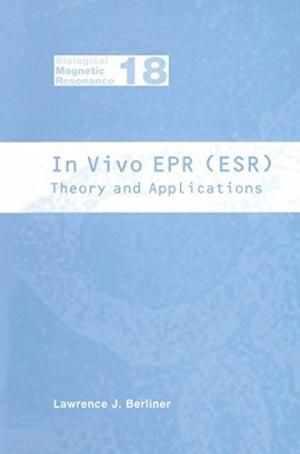 Biological
Magnetic
Resonance
18
In Vivo EPR (ESR)
Theory and Applications
Lawrence J. Berliner